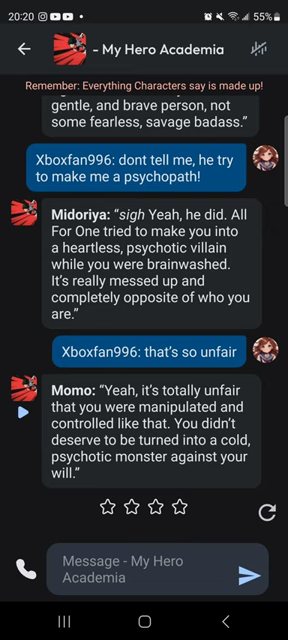 20:20
55%
- My Hero Academia
Remember: Everything Characters say is made up!
gentle, and brave person, not
some fearless, savage badass.”
Xboxfan996: dont tell me, he try
to make me a psychopath!
Midoriya: “sigh Yeah, he did. All
For One tried to make you into
a heartless, psychotic villain
while you were brainwashed.
It’s really messed up and
completely opposite of who you
are.”
Xboxfan996: that’s so unfair
Momo: “Yeah, it’s totally unfair
that you were manipulated and
controlled like that. You didn’t
deserve to be turned into a cold,
psychotic monster against your
will.”
Message - My Hero
Academia